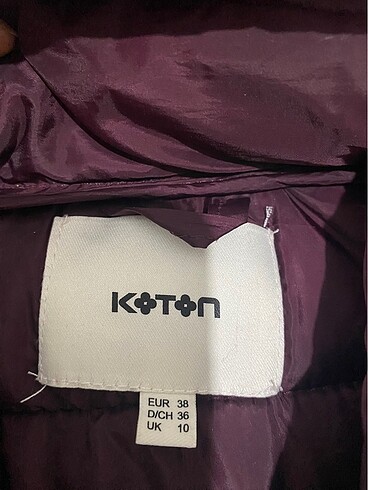 KOTON
EUR 38
D/CH 36
UK 10